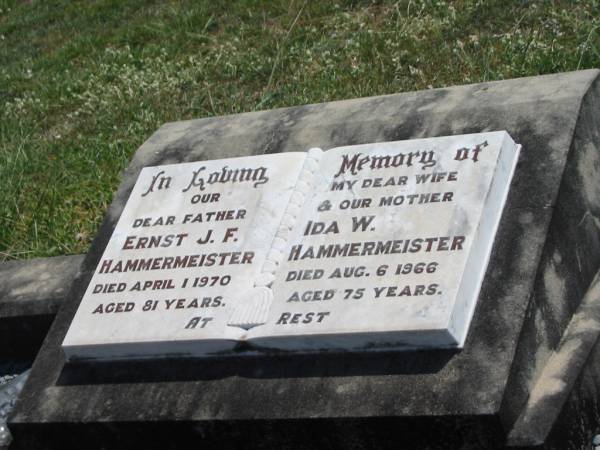 In Loving
OUR
DEAR FATHER
ERNST J. F.
HAMMERMEISTER
DIED APRIL 1 1970
AGED 81 YEARS.
AT
Memory of
MY DEAR WIFE
& OUR MOTHER
IDA W.
HAMMERMEISTER
DIED AUG. 6 1966
AGED 75 YEARS.
REST